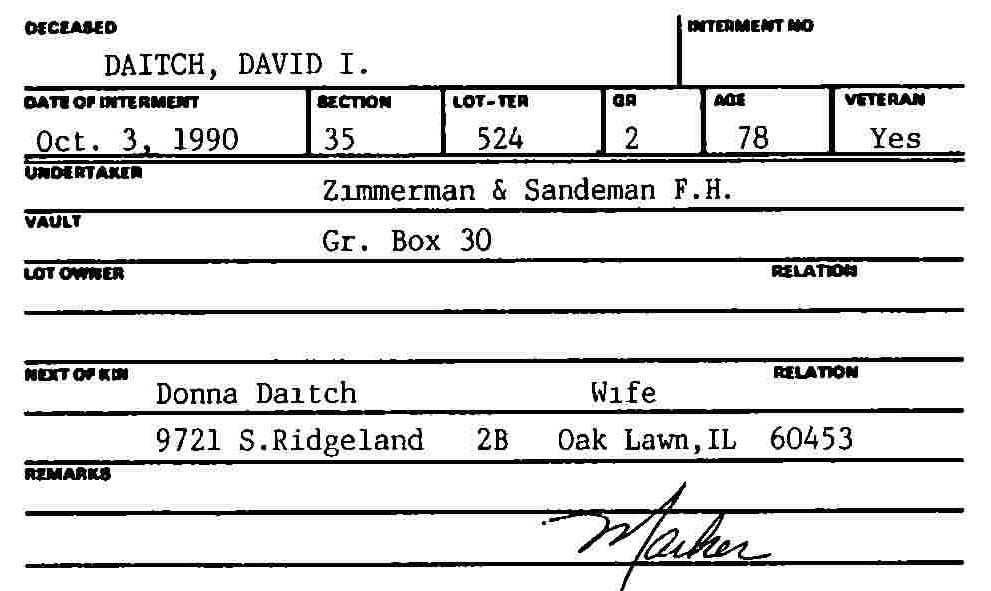 DECEASED INTERMENT NO
DAITCH, DAVID I.
DATE OF INTERMENT SECTION LOT-TER GR AGE VETERAN
Oct. 3, 1990 35 524 2 78 Yes
UNDERTAKER
Zimmerman & Sandeman F.H.
VAULT
Gr. Box 30
LOT OWNER RELATION
NEXT OF KIN RELATION
Donna Daitch Wife
9721 S.Ridgeland 2B Oak Lawn,IL 60453
REMARKS
Marker